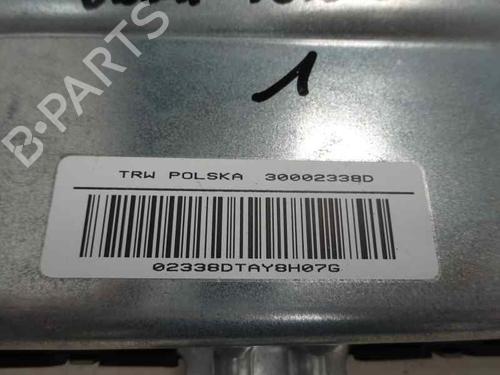 1
B-PARTS
TRW POLSKA 30002338D
02338DTAY8H07G